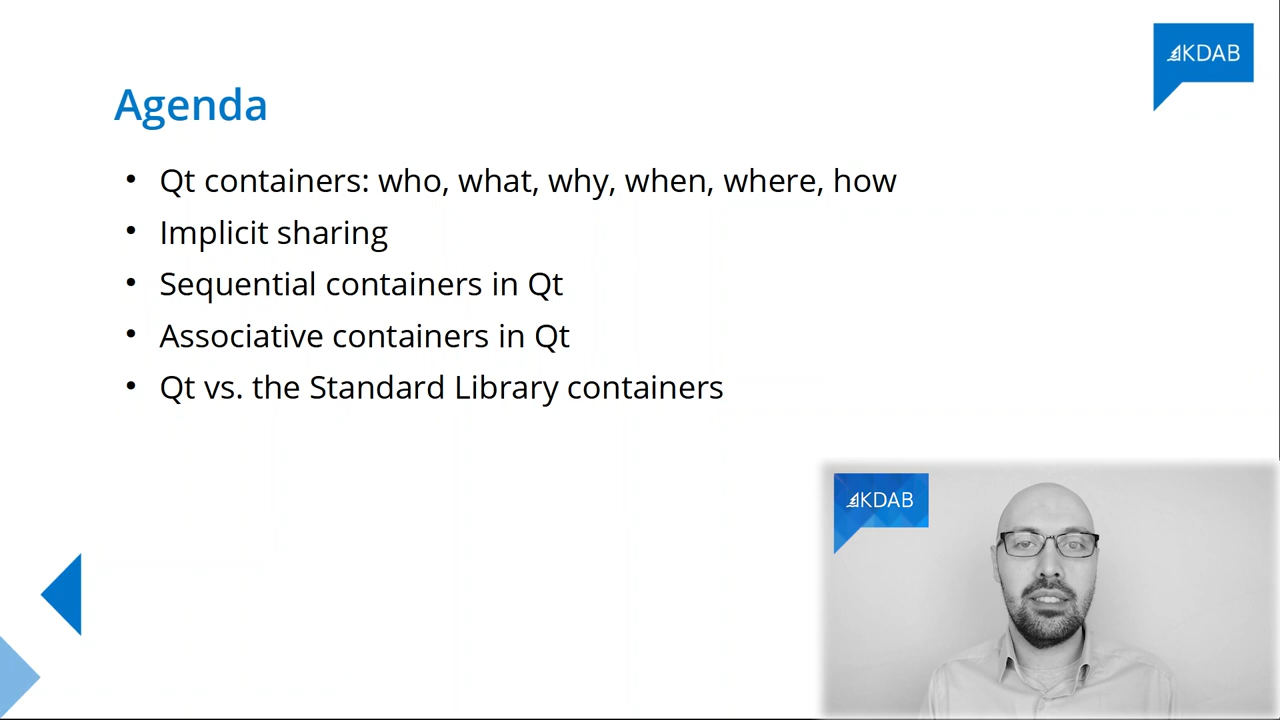 KDAB
Agenda
• Qt containers: who, what, why, when, where, how
• Implicit sharing
• Sequential containers in Qt
• Associative containers in Qt
• Qt vs. the Standard Library containers
KDAB